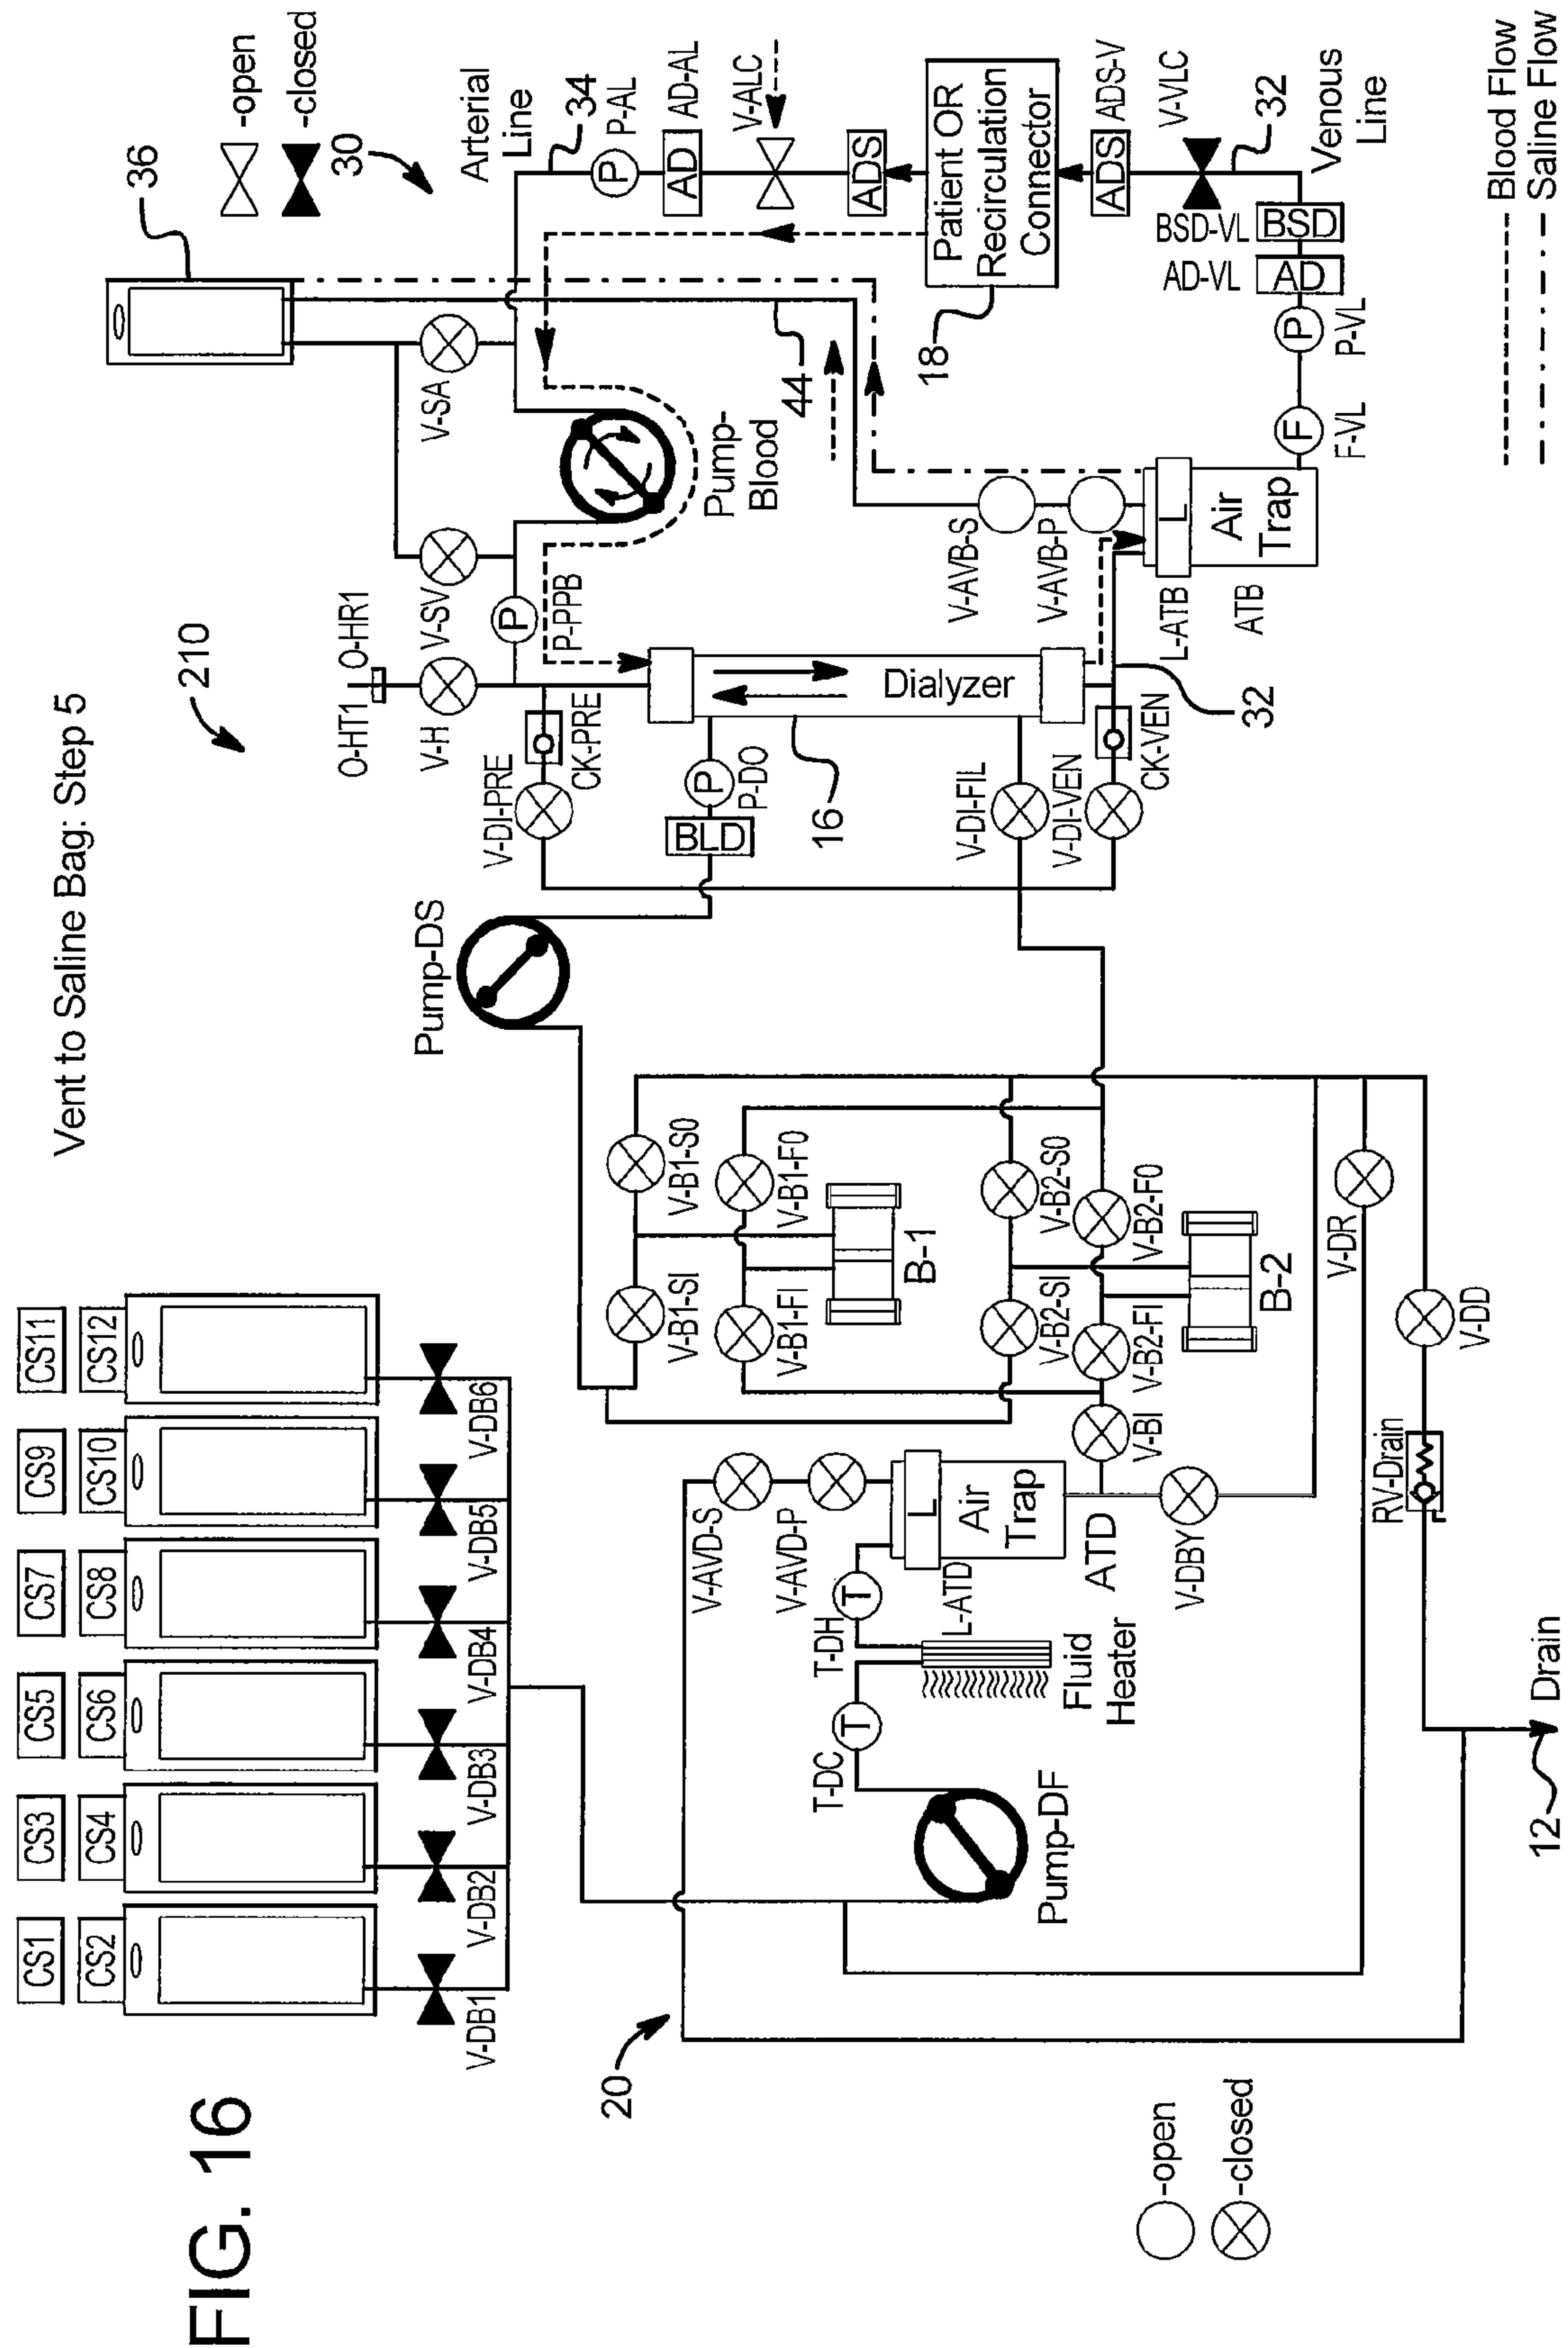 FIG. 16
Vent to Saline Bag: Step 5
210
CS1
CS2
CS3
CS4
CS5
CS6
CS7
CS8
CS9
CS10
CS11
CS12
V-DB1
V-DB2
V-DB3
V-DB4
V-DB5
V-DB6
36
-open
-closed
30
Arterial
Line
34
P-AL
P
AD-AL
AD
V-ALC
ADS
Patient OR
Recirculation
Connector
18
ADS-V
ADS
V-VLC
32
Venous
Line
BSD-VL
BSD
AD-VL
AD
P
P-VL
F
F-VL
V-SA
V-SV
O-HT1
O-HR1
V-H
P
P-PPB
Pump-
Blood
44
V-AVB-S
V-AVB-P
L-ATB
L
Air
Trap
ATB
32
V-DI-PRE
CK-PRE
Dialyzer
16
P
P-DO
BLD
V-DI-FIL
V-DI-VEN
CK-VEN
Pump-DS
V-B1-S0
V-B1-SI
V-B1-F0
V-B1-FI
B-1
V-B2-S0
V-B2-SI
V-B2-F0
V-B2-FI
B-2
V-BI
V-DR
V-DD
V-DBY
RV-Drain
V-AVD-S
V-AVD-P
L
Air
Trap
L-ATD
ATD
T-DH
T
T-DC
T
Fluid
Heater
Pump-DF
20
12
Drain
-open
-closed
Blood Flow
Saline Flow